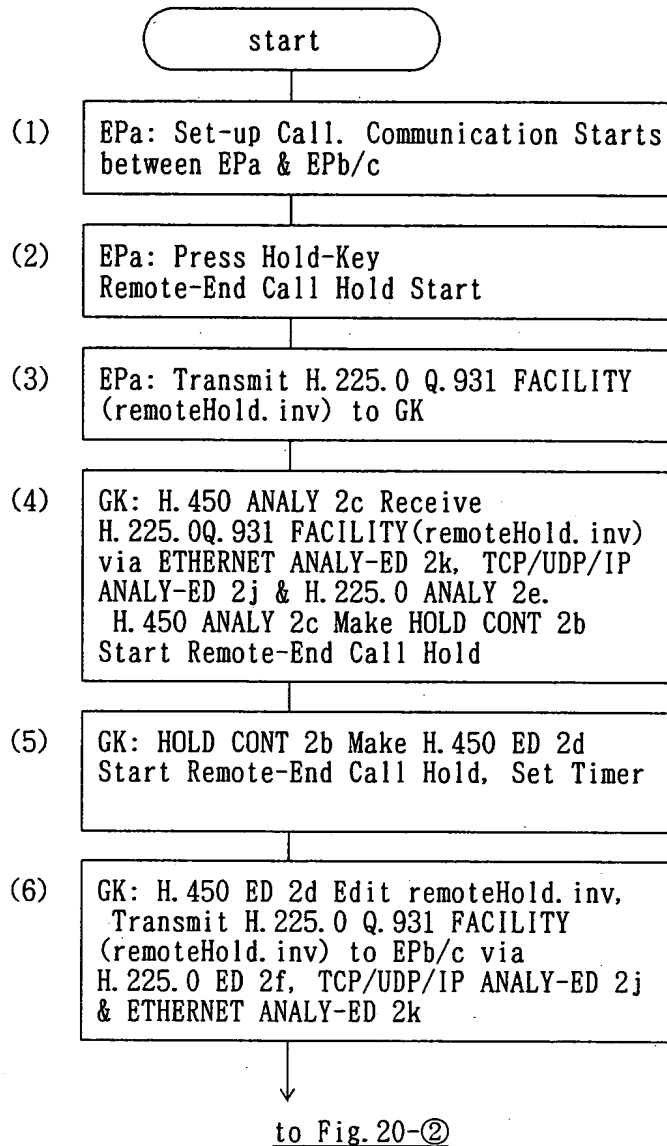 start
(1) EPa: Set-up Call. Communication Starts
between EPa & EPb/c
(2) EPa: Press Hold-Key
Remote-End Call Hold Start
(3) EPa: Transmit H.225.0 Q.931 FACILITY
(remoteHold.inv) to GK
(4) GK: H.450 ANALY 2c Receive
H.225.0Q.931 FACILITY(remoteHold.inv)
via ETHERNET ANALY-ED 2k, TCP/UDP/IP
ANALY-ED 2j & H.225.0 ANALY 2e.
H.450 ANALY 2c Make HOLD CONT 2b
Start Remote-End Call Hold
(5) GK: HOLD CONT 2b Make H.450 ED 2d
Start Remote-End Call Hold, Set Timer
(6) GK: H.450 ED 2d Edit remoteHold.inv,
Transmit H.225.0 Q.931 FACILITY
(remoteHold.inv) to EPb/c via
H.225.0 ED 2f, TCP/UDP/IP ANALY-ED 2j
& ETHERNET ANALY-ED 2k
to Fig.20-②